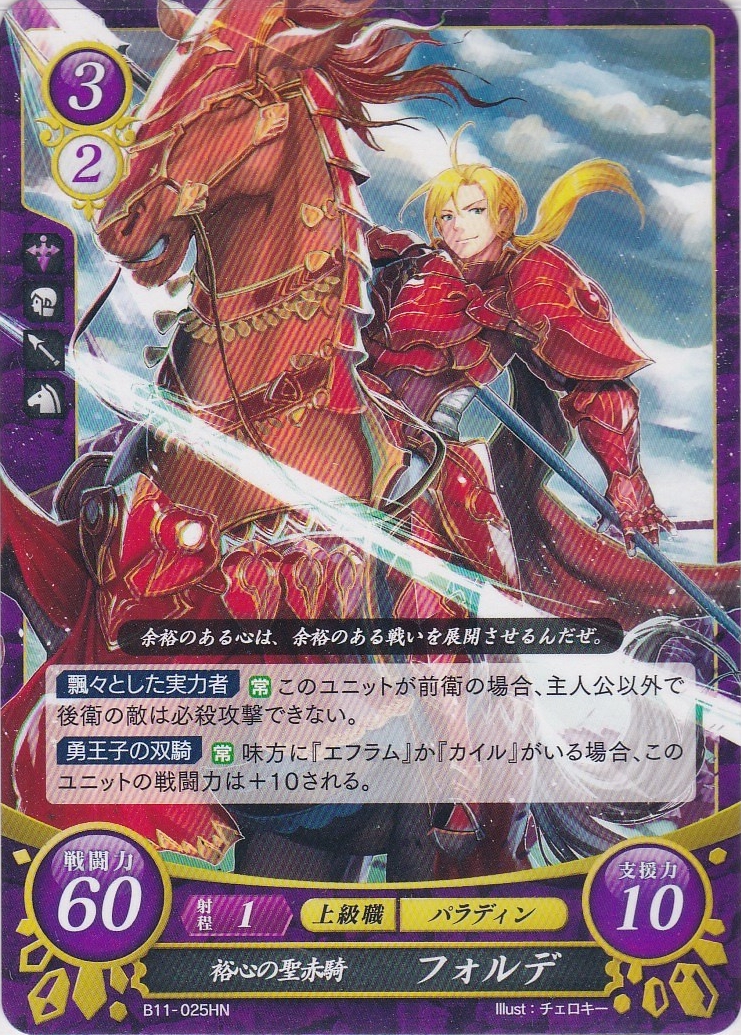 3
2
余裕のある心は、余裕のある戦いを展開させるんだぜ。
飄々とした実力者 常 このユニットが前衛の場合、主人公以外で
後衛の敵は必殺攻撃できない。
勇王子の双騎 常 味方に『エフラム』か『カイル』がいる場合、この
ユニットの戦闘力は＋10される。
戦闘力
60
射程 1 上級職 パラディン
支援力
10
裕心の聖赤騎 フォルデ
B11-025HN Illust：チェロキー